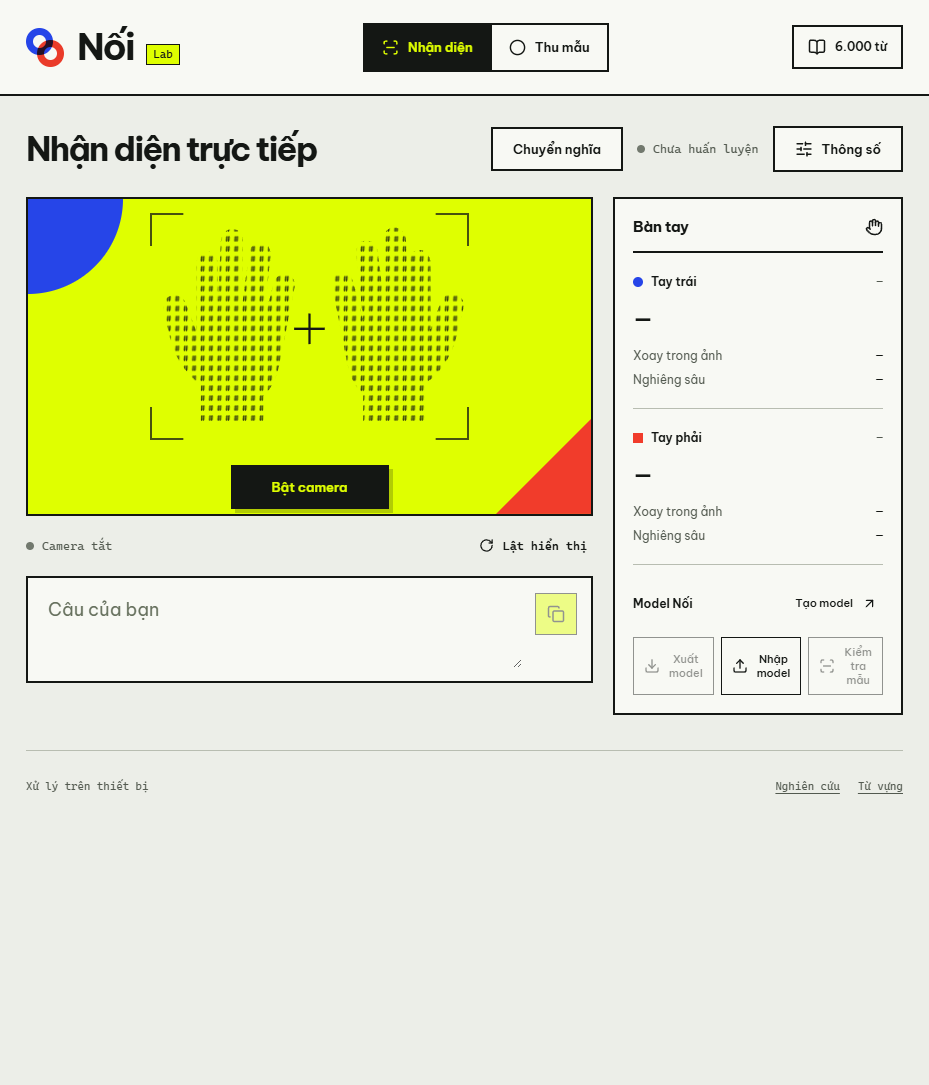 Nối Lab
Nhận diện
Thu mẫu
6.000 từ
Nhận diện trực tiếp
Chuyển nghĩa
Chưa huấn luyện
Thông số
Bật camera
Camera tắt
Lật hiển thị
Câu của bạn
Bàn tay
Tay trái –
–
Xoay trong ảnh –
Nghiêng sâu –
Tay phải –
–
Xoay trong ảnh –
Nghiêng sâu –
Model Nối
Tạo model
Xuất
model
Nhập
model
Kiểm
tra
mẫu
Xử lý trên thiết bị
Nghiên cứu
Từ vựng